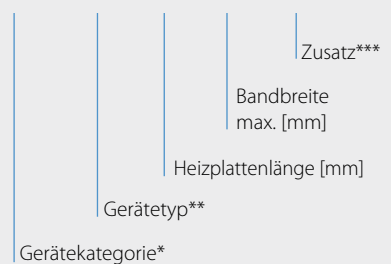 Zusatz***
Bandbreite
max. [mm]
Heizplattenlänge [mm]
Gerätetyp**
Gerätekategorie*